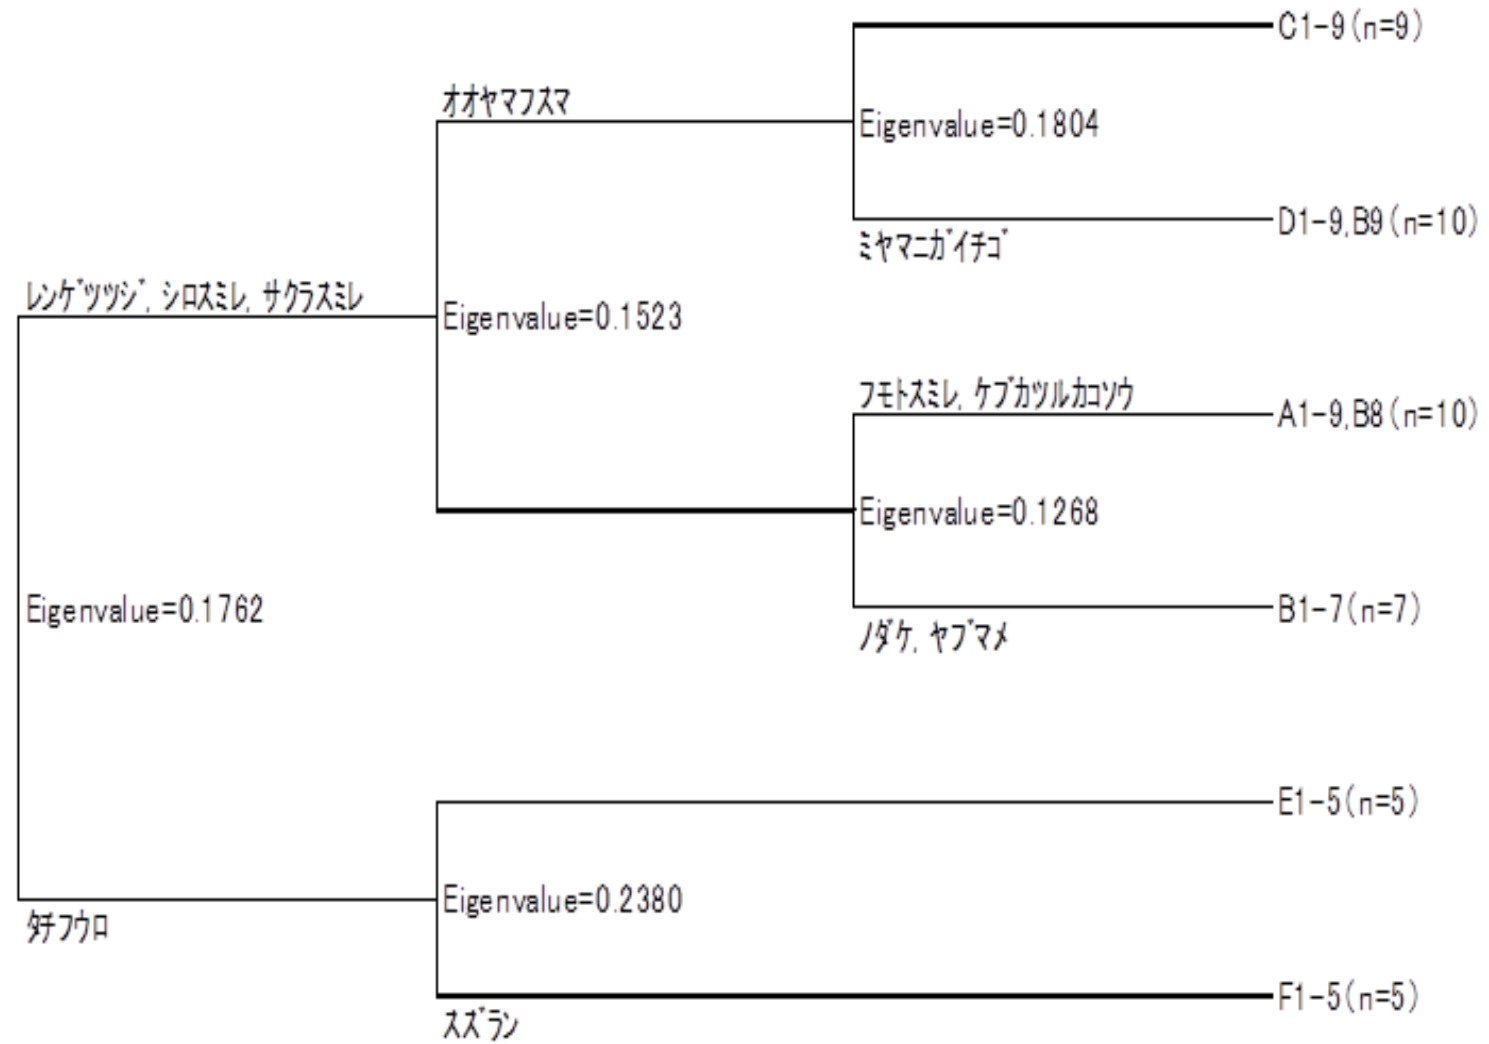 C1-9(n=9)
オオヤマフスマ
Eigenvalue=0.1804
D1-9,B9(n=10)
ミヤマニガイチゴ
レンゲツツジ, シロスミレ, サクラスミレ
Eigenvalue=0.1523
フモトスミレ, ケブカツルカコソウ
A1-9,B8(n=10)
Eigenvalue=0.1268
Eigenvalue=0.1762
B1-7(n=7)
ノダケ, ヤブマメ
E1-5(n=5)
Eigenvalue=0.2380
タチフウロ
F1-5(n=5)
スズラン